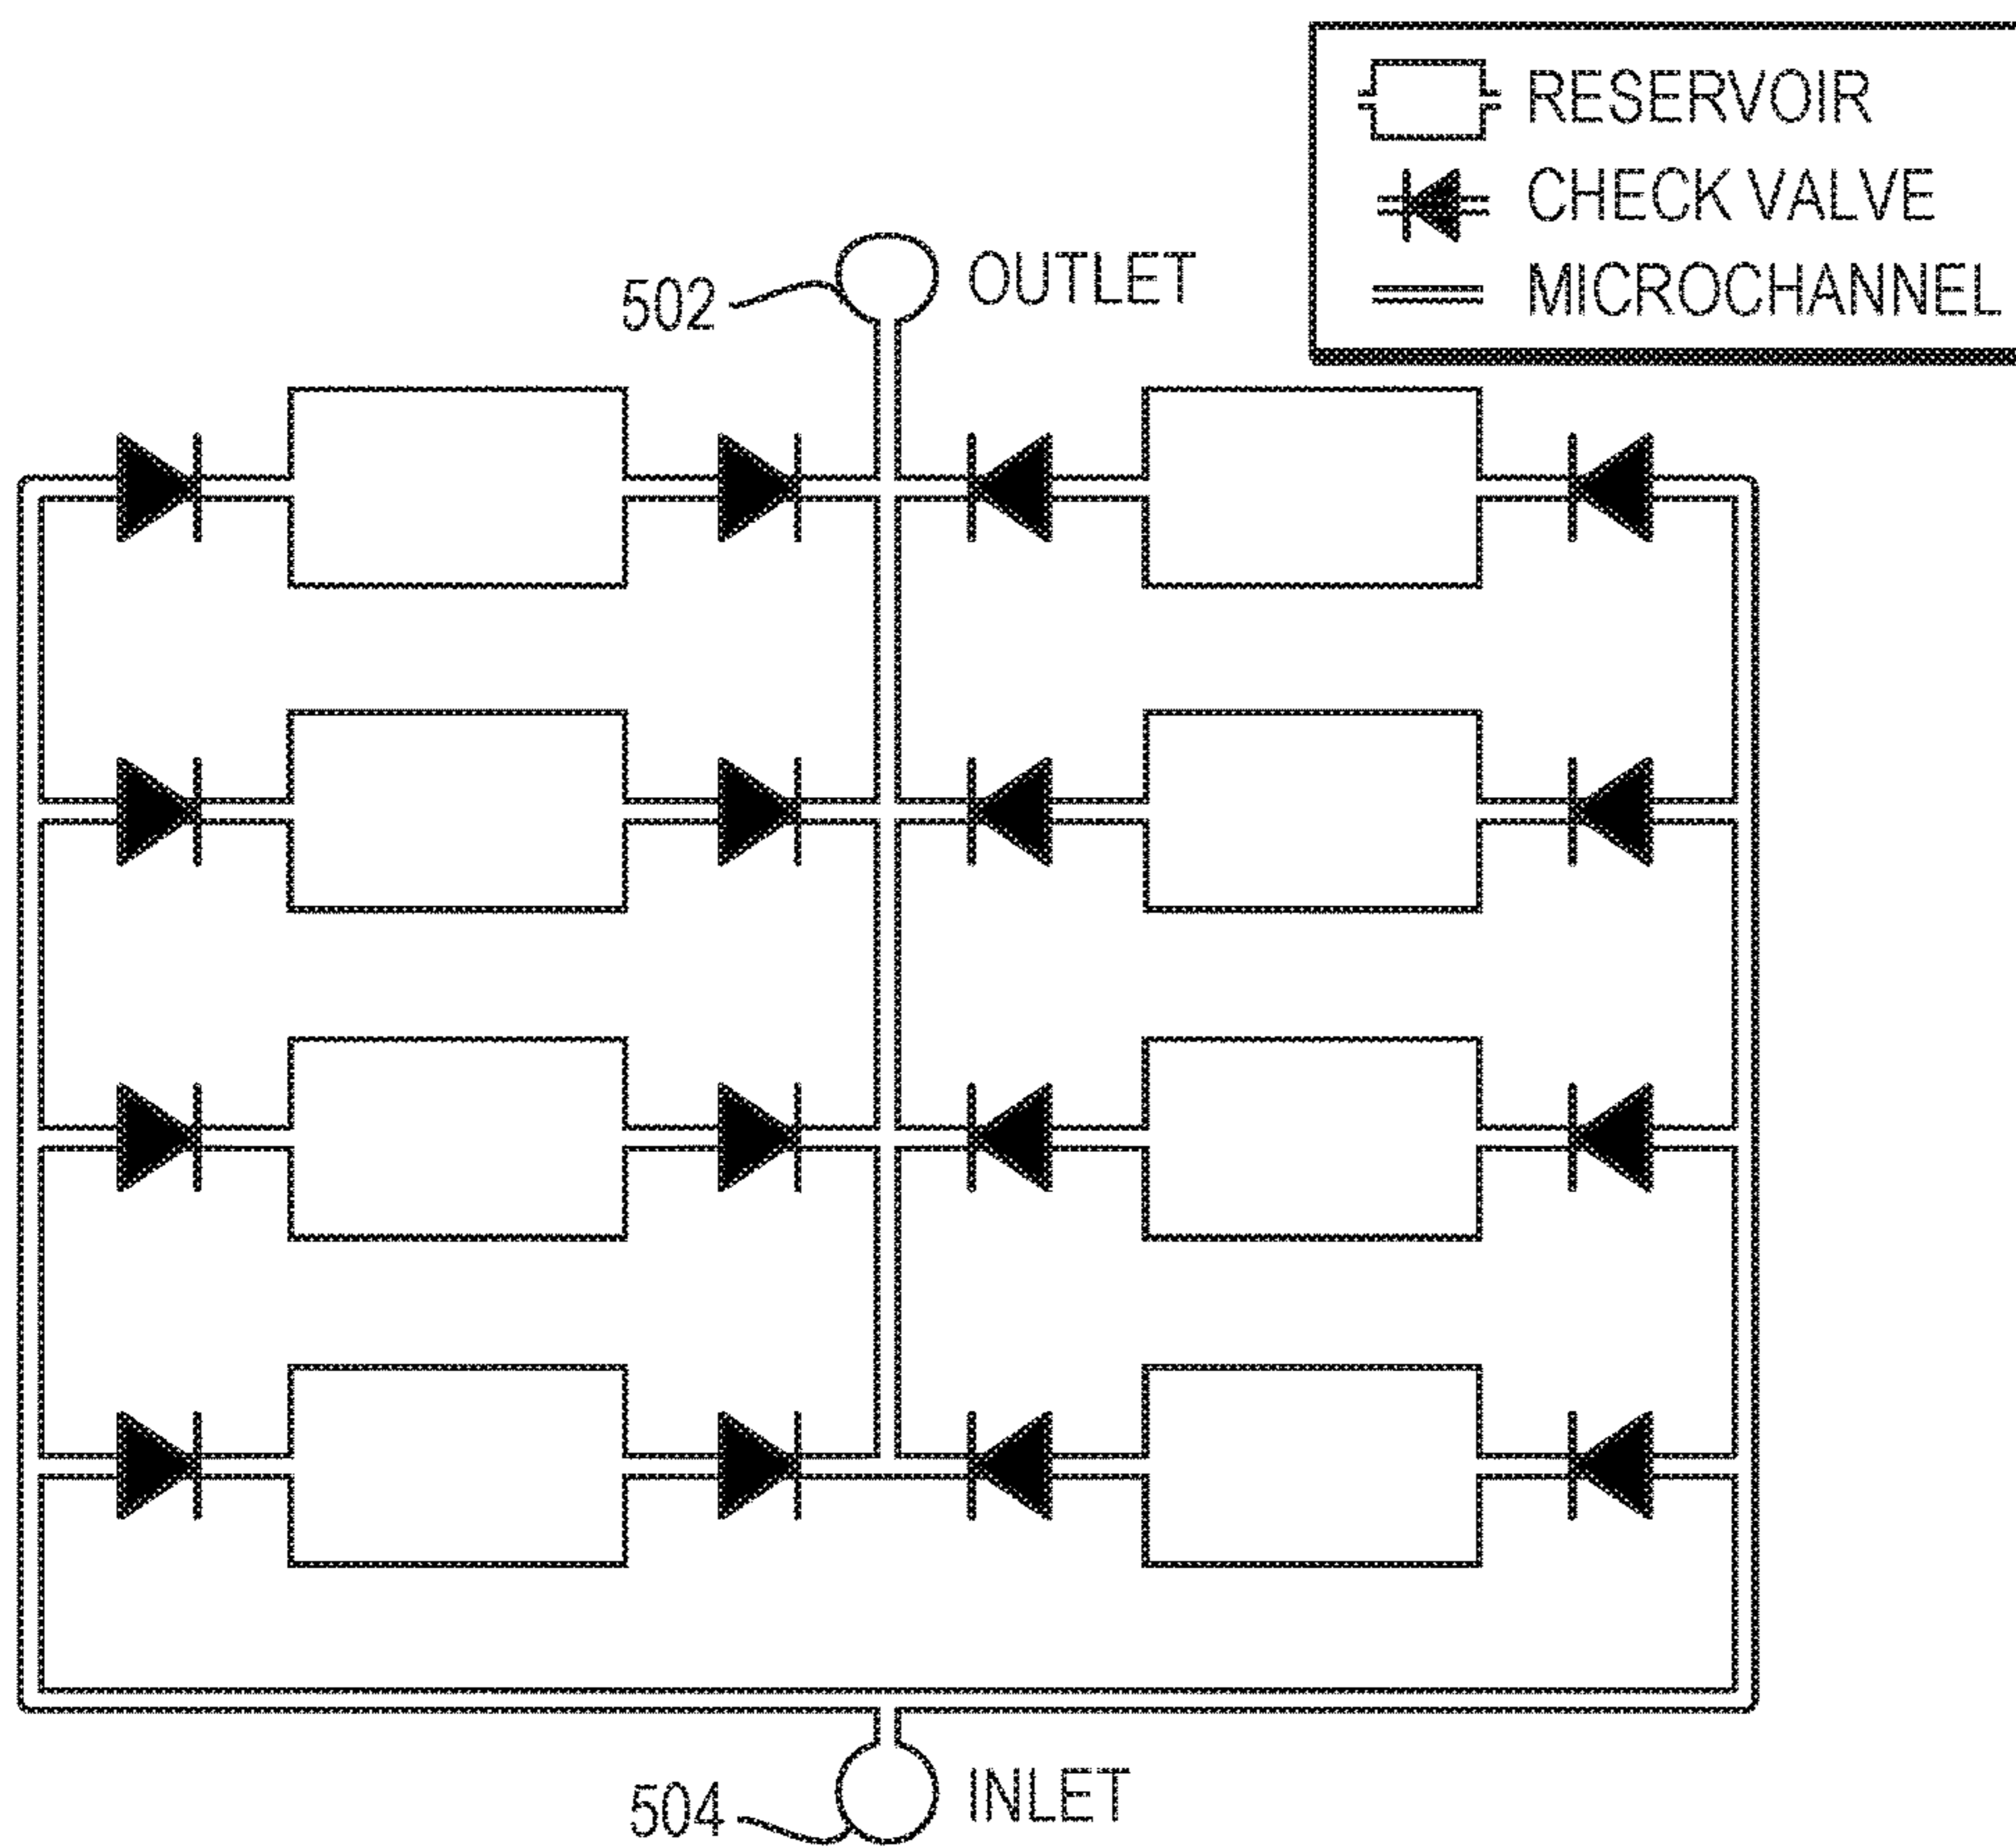 RESERVOIR
CHECK VALVE
MICROCHANNEL
502 OUTLET
504 INLET